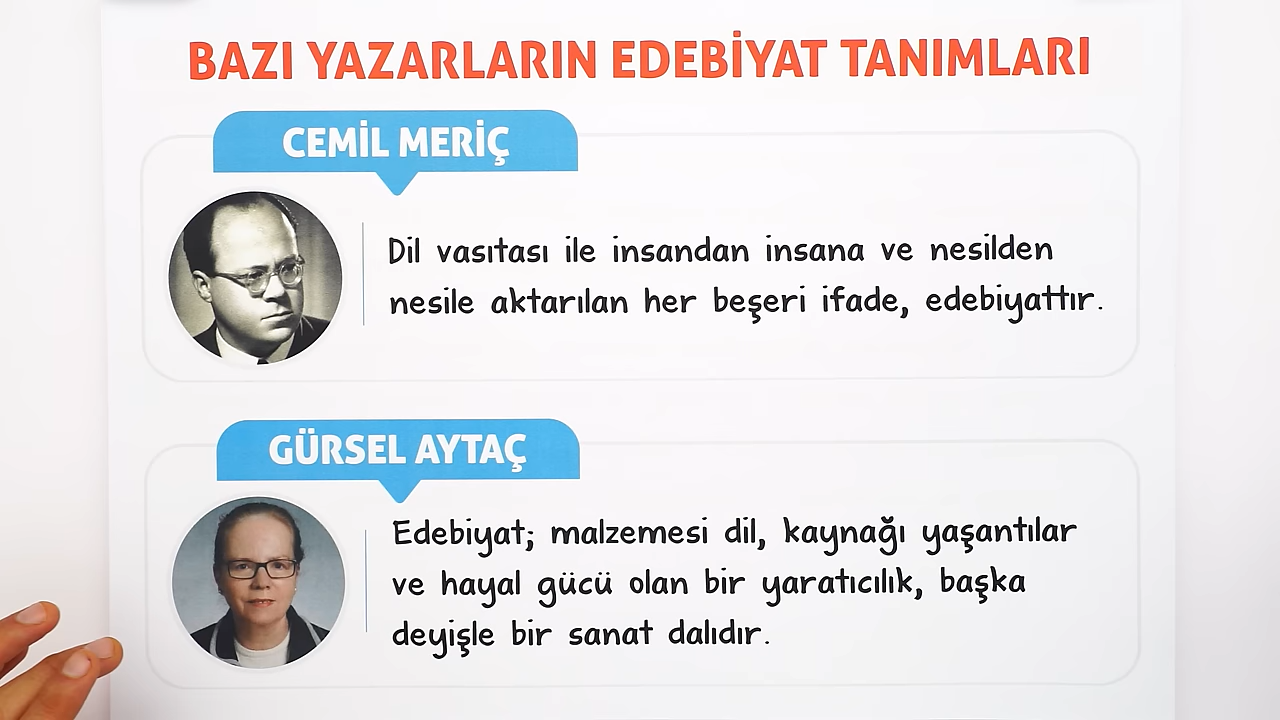 BAZI YAZARLARIN EDEBİYAT TANIMLARI
CEMİL MERİÇ
Dil vasıtası ile insandan insana ve nesilden
nesile aktarılan her beşeri ifade, edebiyattır.
GÜRSEL AYTAÇ
Edebiyat; malzemesi dil, kaynağı yaşantılar
ve hayal gücü olan bir yaratıcılık, başka
deyişle bir sanat dalıdır.